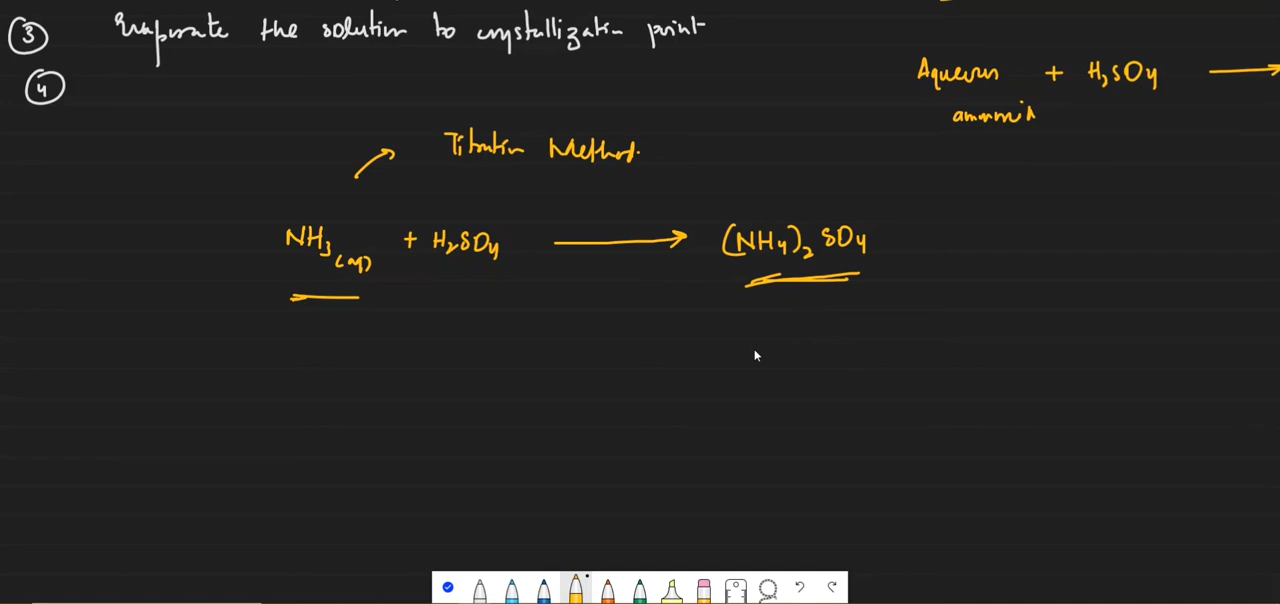 ③ Evaporate the solution to crystallization point
④
Aqueous + H₂SO₄ →
ammonia
Titration Method.
NH₃(aq) + H₂SO₄ → (NH₄)₂SO₄